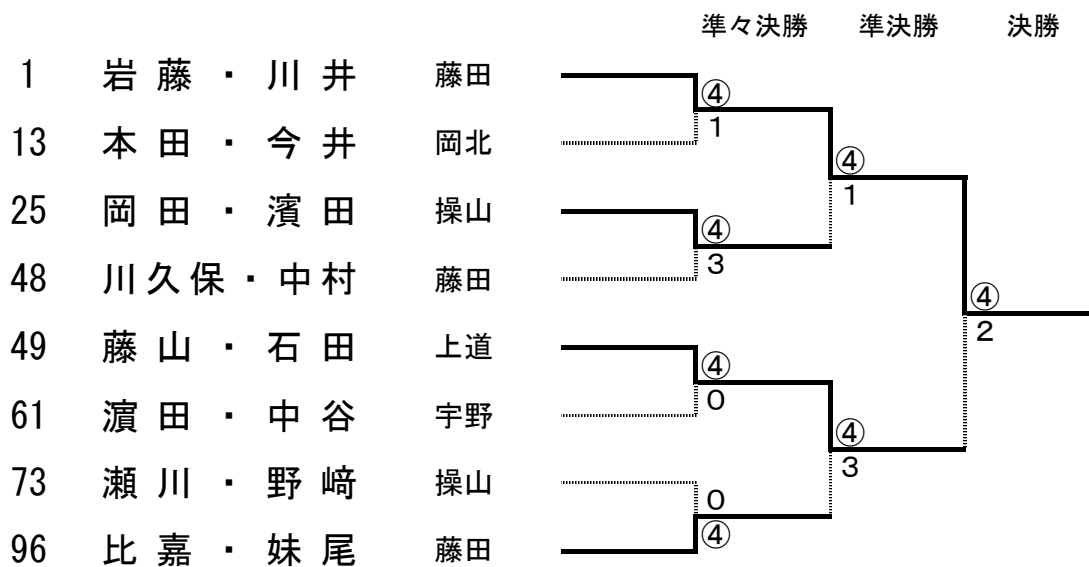 準々決勝 準決勝 決勝
1 岩藤・川井 藤田
④
1
13 本田・今井 岡北
④
1
25 岡田・濱田 操山
④
3
48 川久保・中村 藤田
④
2
49 藤山・石田 上道
④
0
61 濵田・中谷 宇野
④
3
73 瀬川・野﨑 操山
0
④
96 比嘉・妹尾 藤田